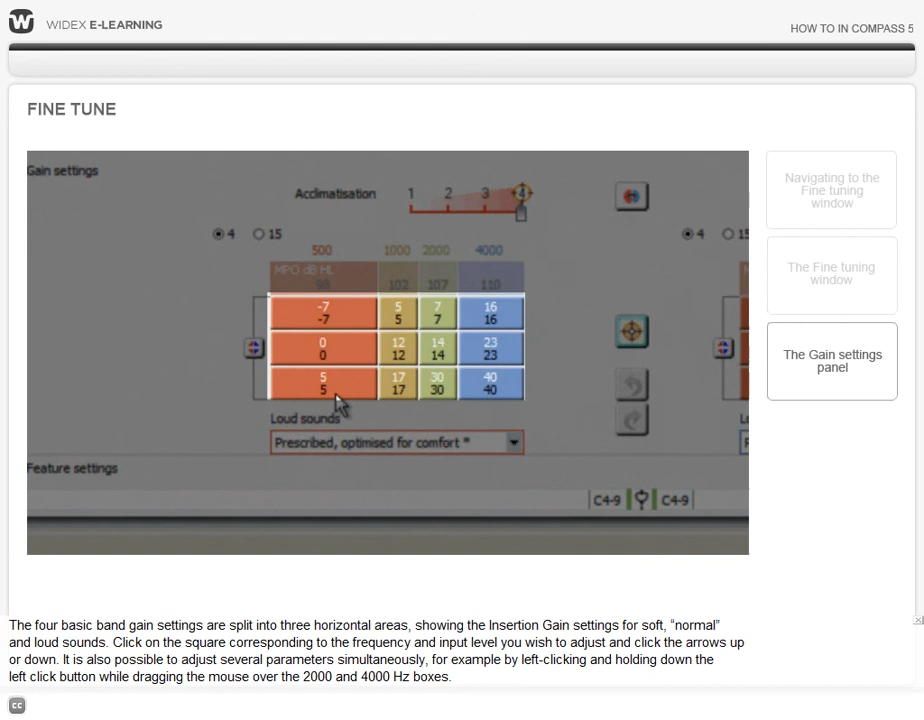 W WIDEX E-LEARNING
HOW TO IN COMPASS 5
FINE TUNE
Gain settings
Acclimatisation 1 2 3 4
4 15
4 15
500 1000 2000 4000
MPO dB HL
98 102 107 110
-7 5 7 16
-7 5 7 16
0 12 14 23
0 12 14 23
5 17 30 40
5 17 30 40
Loud sounds
Prescribed, optimised for comfort *
Feature settings
C4-9 C4-9
Navigating to the
Fine tuning
window
The Fine tuning
window
The Gain settings
panel
The four basic band gain settings are split into three horizontal areas, showing the Insertion Gain settings for soft, “normal”
and loud sounds. Click on the square corresponding to the frequency and input level you wish to adjust and click the arrows up
or down. It is also possible to adjust several parameters simultaneously, for example by left-clicking and holding down the
left click button while dragging the mouse over the 2000 and 4000 Hz boxes.
cc